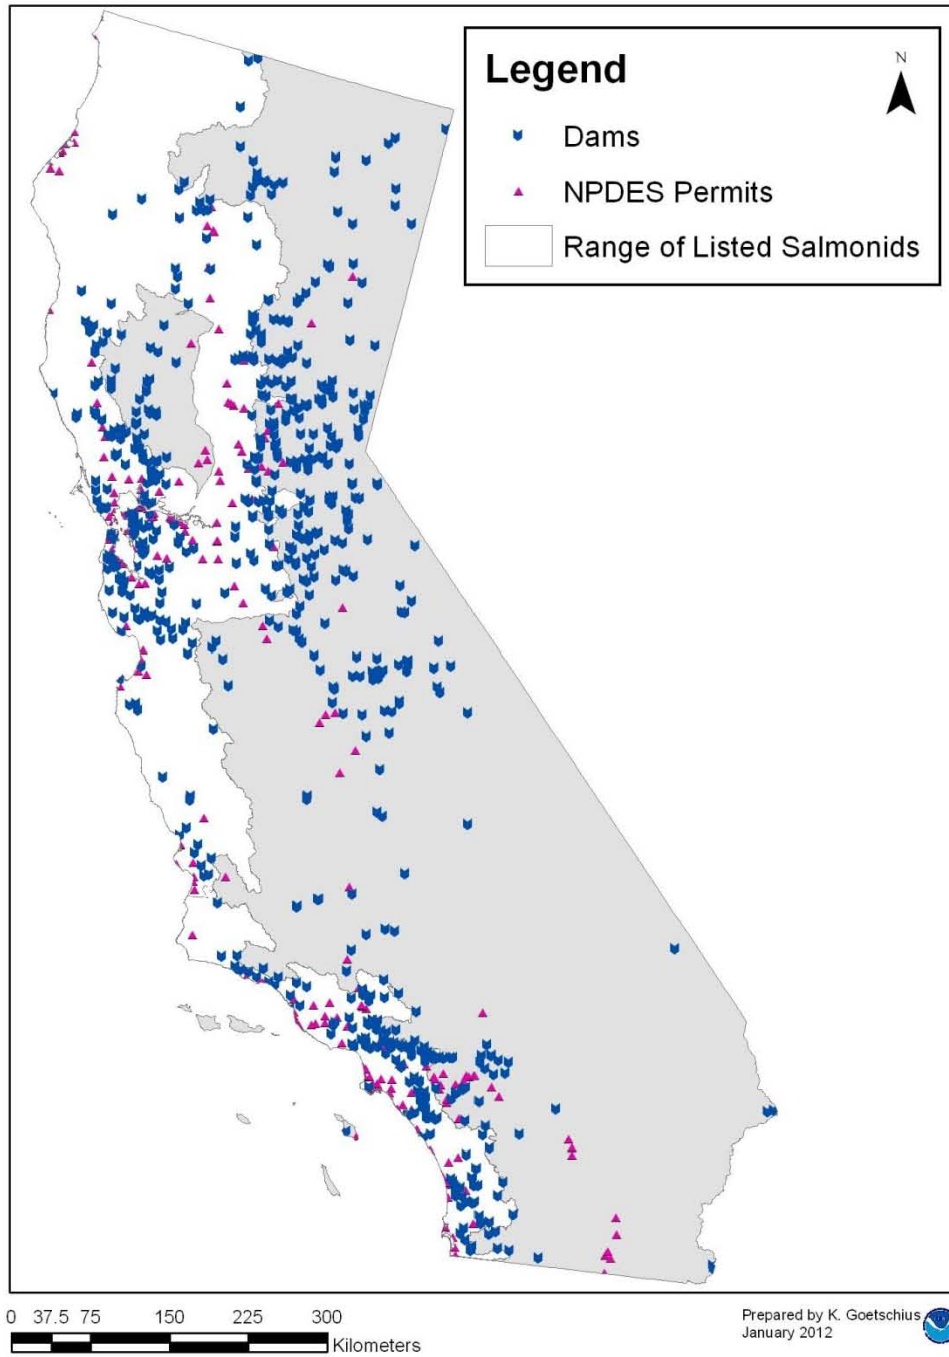 Legend
N
Dams
NPDES Permits
Range of Listed Salmonids
0 37.5 75 150 225 300
Kilometers
Prepared by K. Goetschius
January 2012